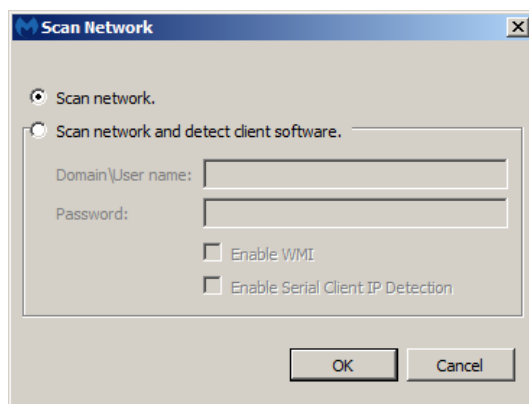 Scan Network
Scan network.
Scan network and detect client software.
Domain\User name:
Password:
Enable WMI
Enable Serial Client IP Detection
OK Cancel